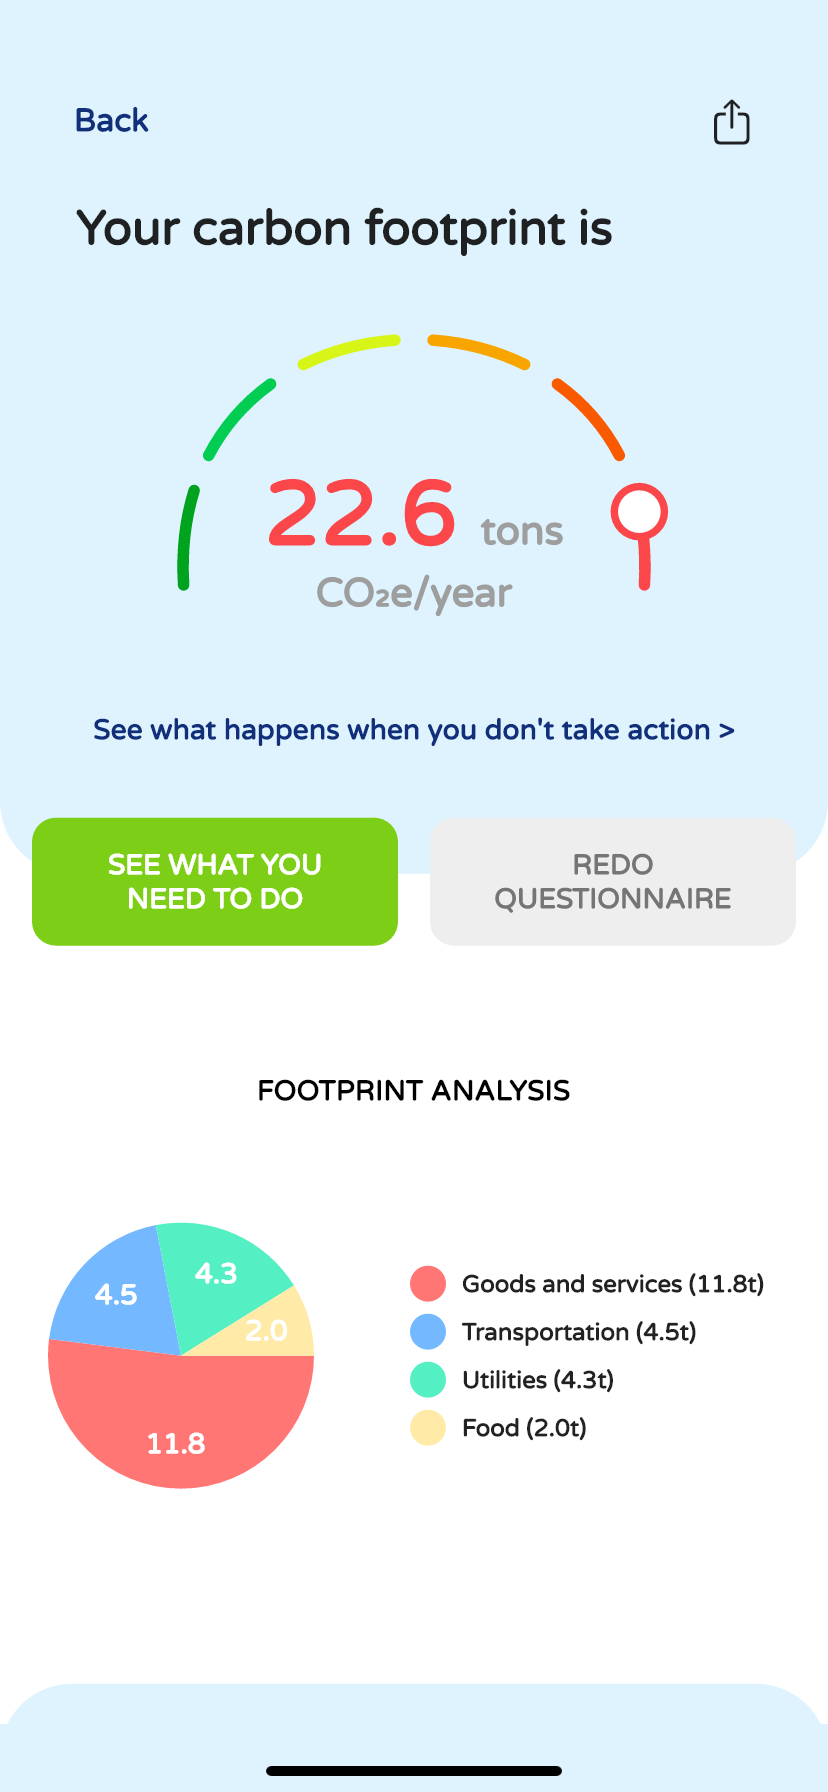 Back
Your carbon footprint is
22.6 tons
CO₂e/year
See what happens when you don't take action >
SEE WHAT YOU
NEED TO DO
REDO
QUESTIONNAIRE
FOOTPRINT ANALYSIS
4.5
4.3
2.0
11.8
Goods and services (11.8t)
Transportation (4.5t)
Utilities (4.3t)
Food (2.0t)